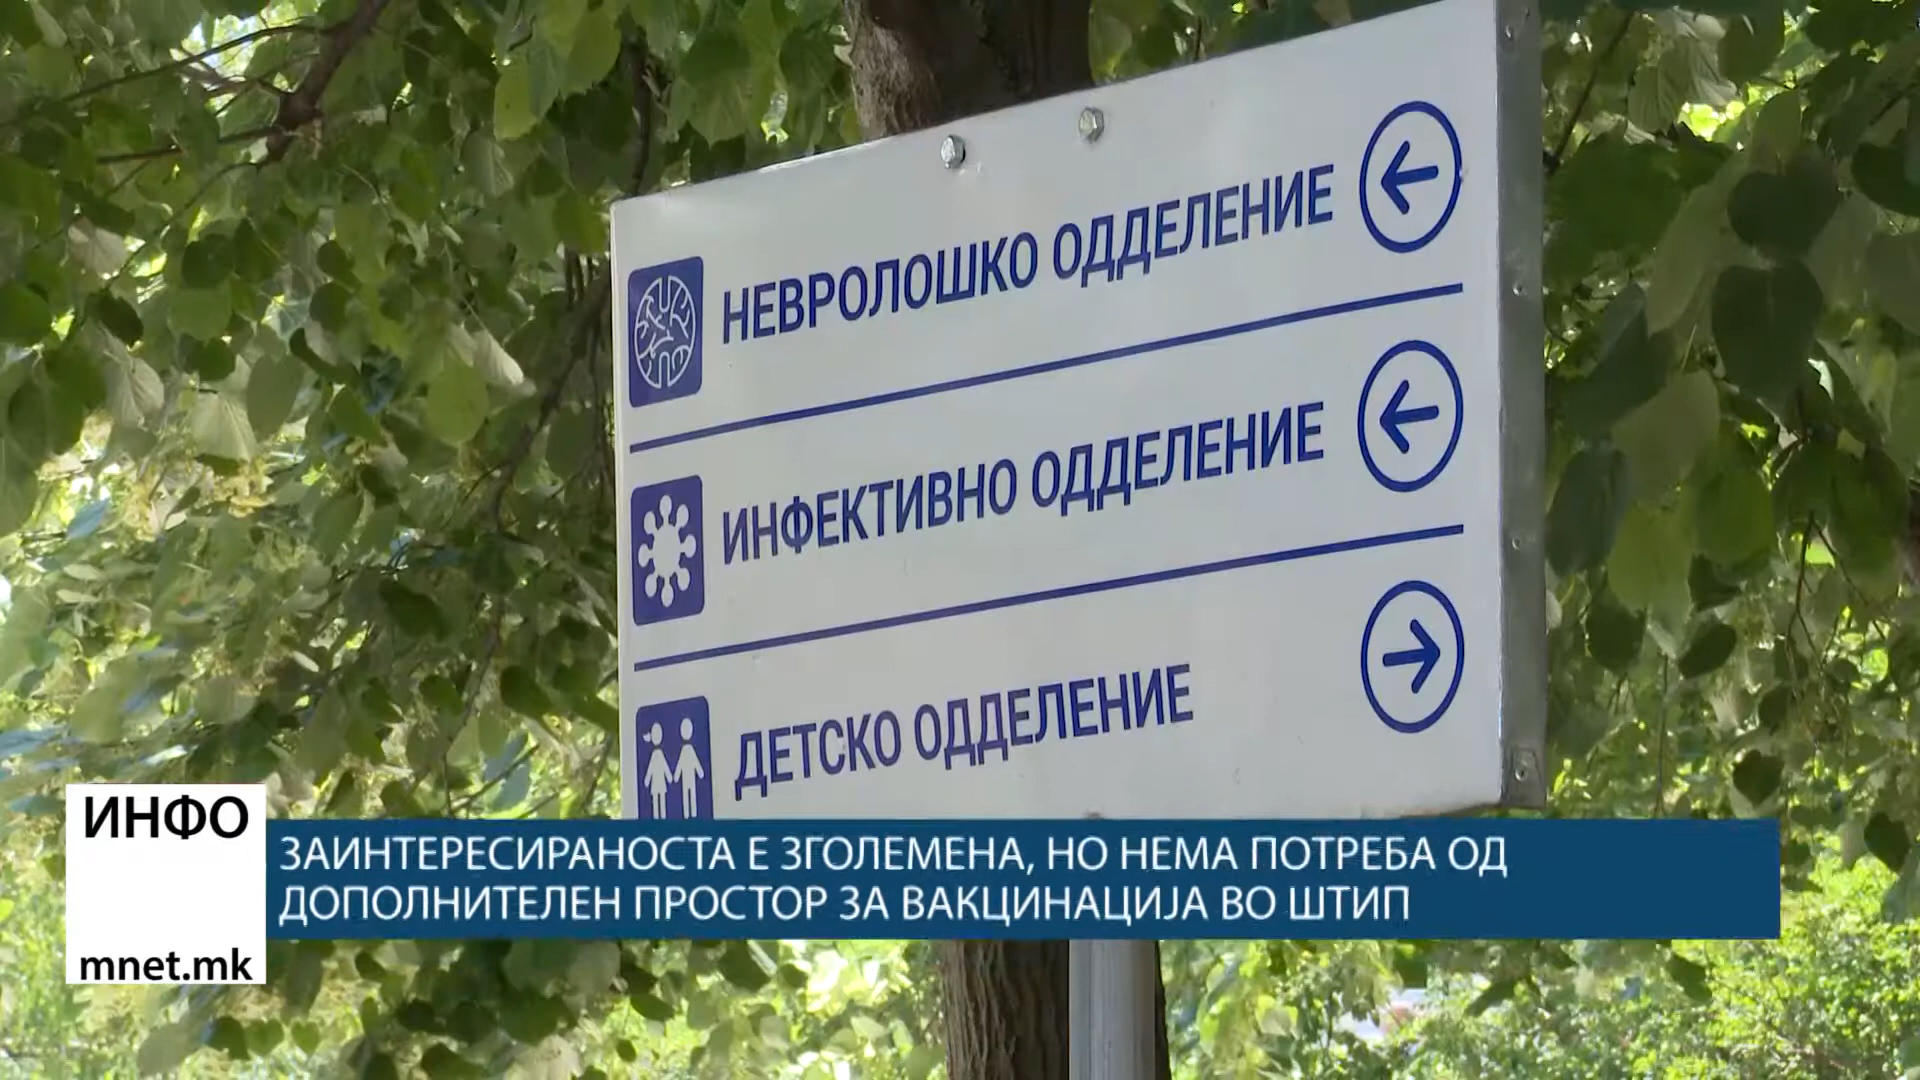 НЕВРОЛОШКО ОДДЕЛЕНИЕ
ИНФЕКТИВНО ОДДЕЛЕНИЕ
ДЕТСКО ОДДЕЛЕНИЕ
ИНФО
ЗАИНТЕРЕСИРАНОСТА Е ЗГОЛЕМЕНА, НО НЕМА ПОТРЕБА ОД
ДОПОЛНИТЕЛЕН ПРОСТОР ЗА ВАКЦИНАЦИЈА ВО ШТИП
mnet.mk